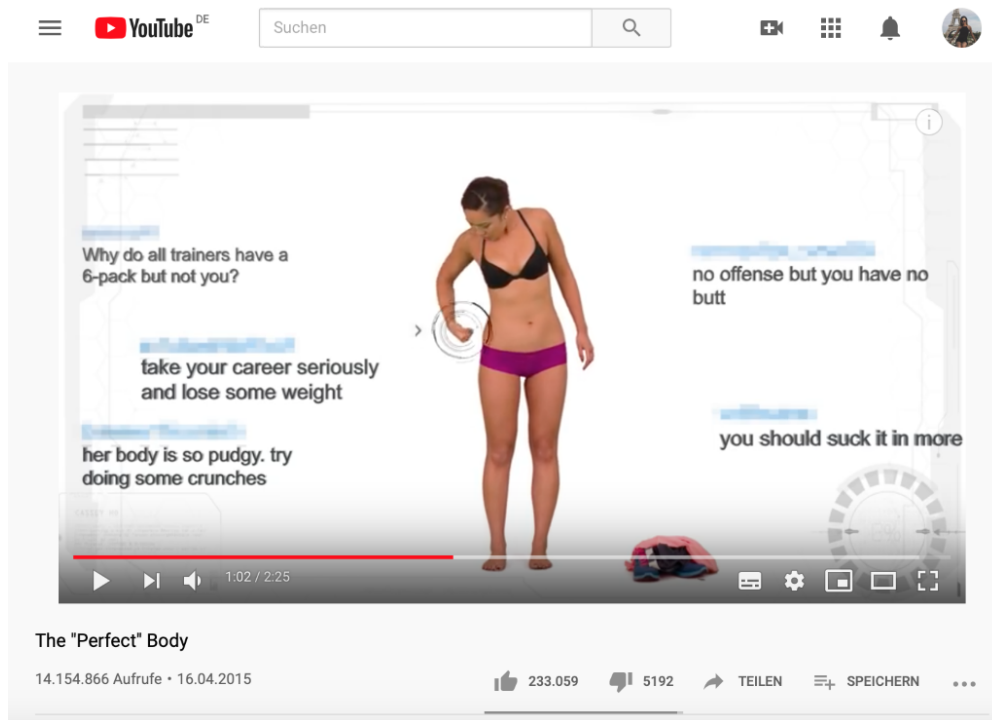 YouTube DE
Suchen
Why do all trainers have a
6-pack but not you?
no offense but you have no
butt
take your career seriously
and lose some weight
you should suck it in more
her body is so pudgy. try
doing some crunches
1:02 / 2:25
The "Perfect" Body
14.154.866 Aufrufe • 16.04.2015
233.059
5192
TEILEN
SPEICHERN